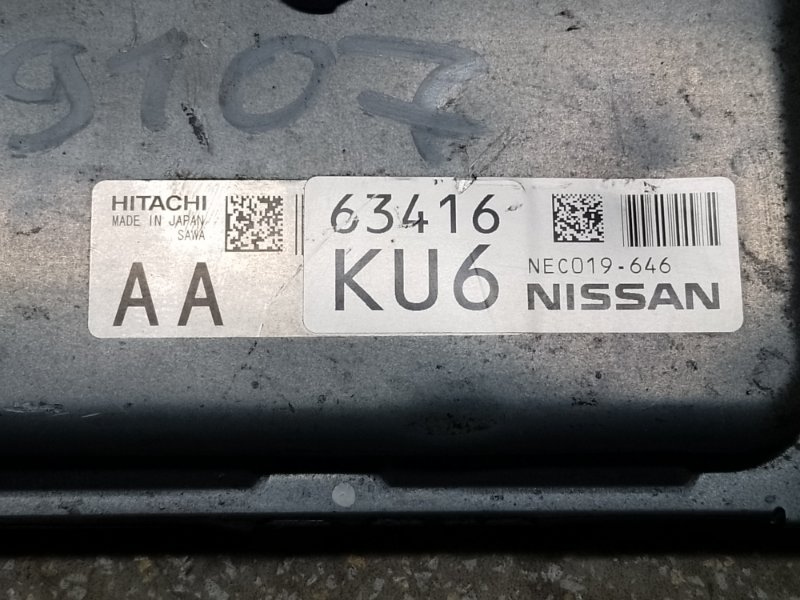 9107
HITACHI
MADE IN JAPAN
SAWA
AA
63416
KU6
NEC019-646
NISSAN